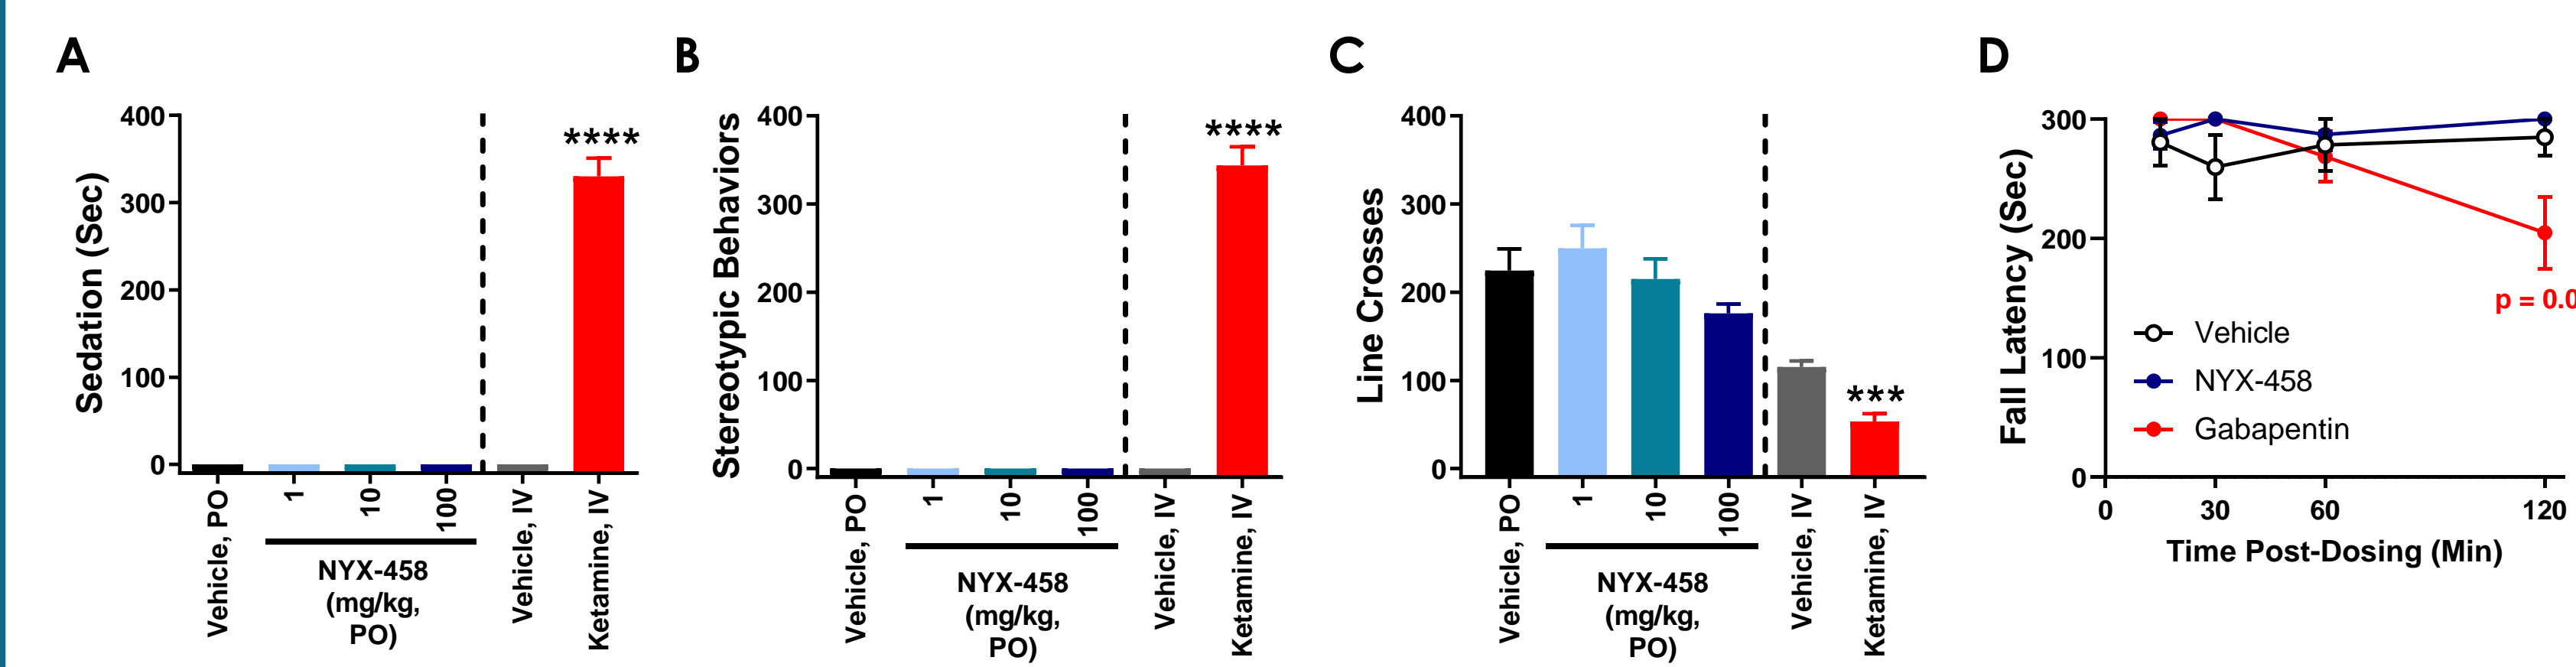 A
Sedation (Sec)
400
300
200
100
0
****
Vehicle, PO
1
10
100
NYX-458
(mg/kg,
PO)
Vehicle, IV
Ketamine, IV
B
Stereotypic Behaviors
400
300
200
100
0
****
Vehicle, PO
1
10
100
NYX-458
(mg/kg,
PO)
Vehicle, IV
Ketamine, IV
C
Line Crosses
400
300
200
100
0
***
Vehicle, PO
1
10
100
NYX-458
(mg/kg,
PO)
Vehicle, IV
Ketamine, IV
D
Fall Latency (Sec)
300
200
100
0
p = 0.0
Vehicle
NYX-458
Gabapentin
0
30
60
120
Time Post-Dosing (Min)